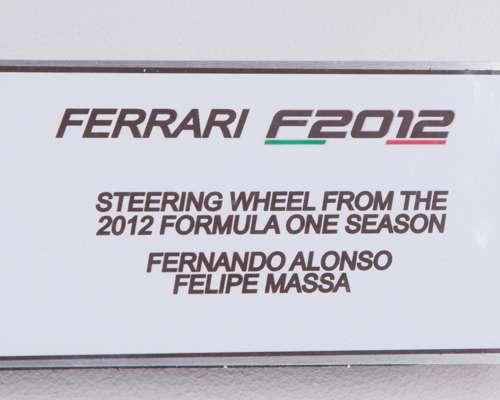 FERRARI F2012
STEERING WHEEL FROM THE
2012 FORMULA ONE SEASON
FERNANDO ALONSO
FELIPE MASSA